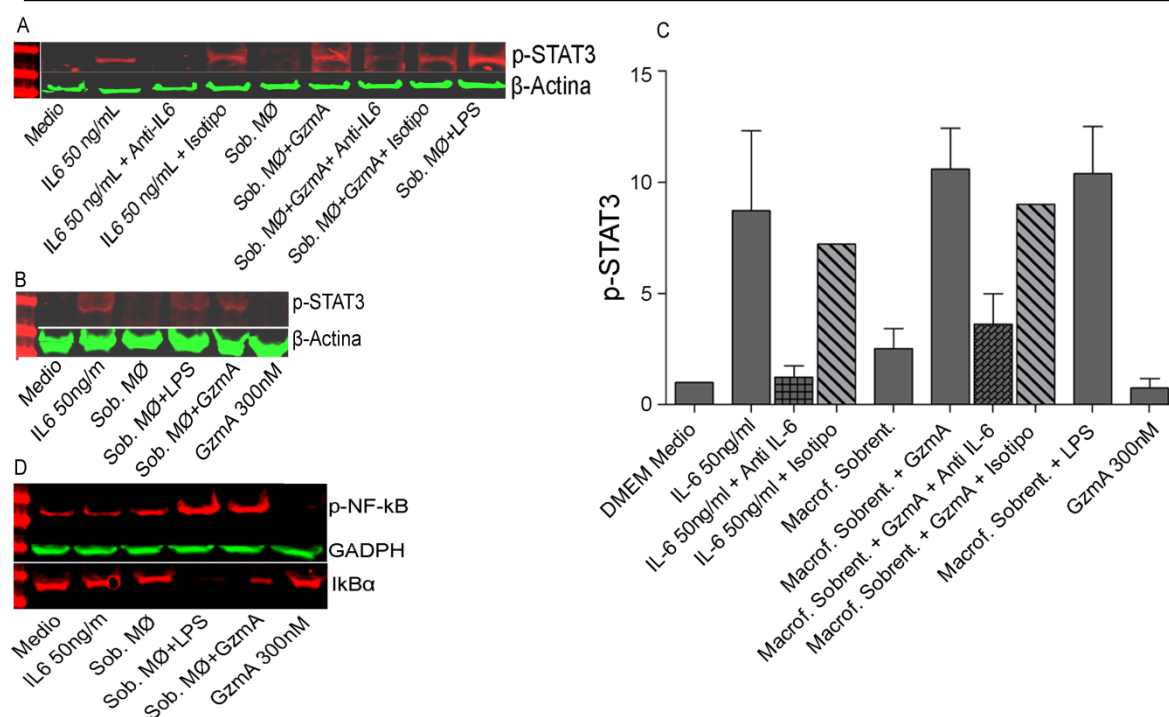 A
p-STAT3
β-Actina
Medio
IL6 50 ng/mL
IL6 50 ng/mL + Anti-IL6
IL6 50 ng/mL + Isotipo
Sob. MØ
Sob. MØ+GzmA
Sob. MØ+GzmA+ Anti-IL6
Sob. MØ+GzmA+ Isotipo
Sob. MØ+LPS
B
p-STAT3
β-Actina
Medio
IL6 50ng/m
Sob. MØ
Sob. MØ+LPS
Sob. MØ+GzmA
GzmA 300nM
D
p-NF-kB
GADPH
IkBα
Medio
IL6 50ng/m
Sob. MØ
Sob. MØ+LPS
Sob. MØ+GzmA
GzmA 300nM
C
p-STAT3
15
10
5
0
DMEM Medio
IL-6 50ng/ml
IL-6 50ng/ml + Anti IL-6
IL-6 50ng/ml + Isotipo
Macrof. Sobrent.
Macrof. Sobrent. + GzmA
Macrof. Sobrent. + GzmA + Anti IL-6
Macrof. Sobrent. + GzmA + Isotipo
Macrof. Sobrent. + LPS
GzmA 300nM